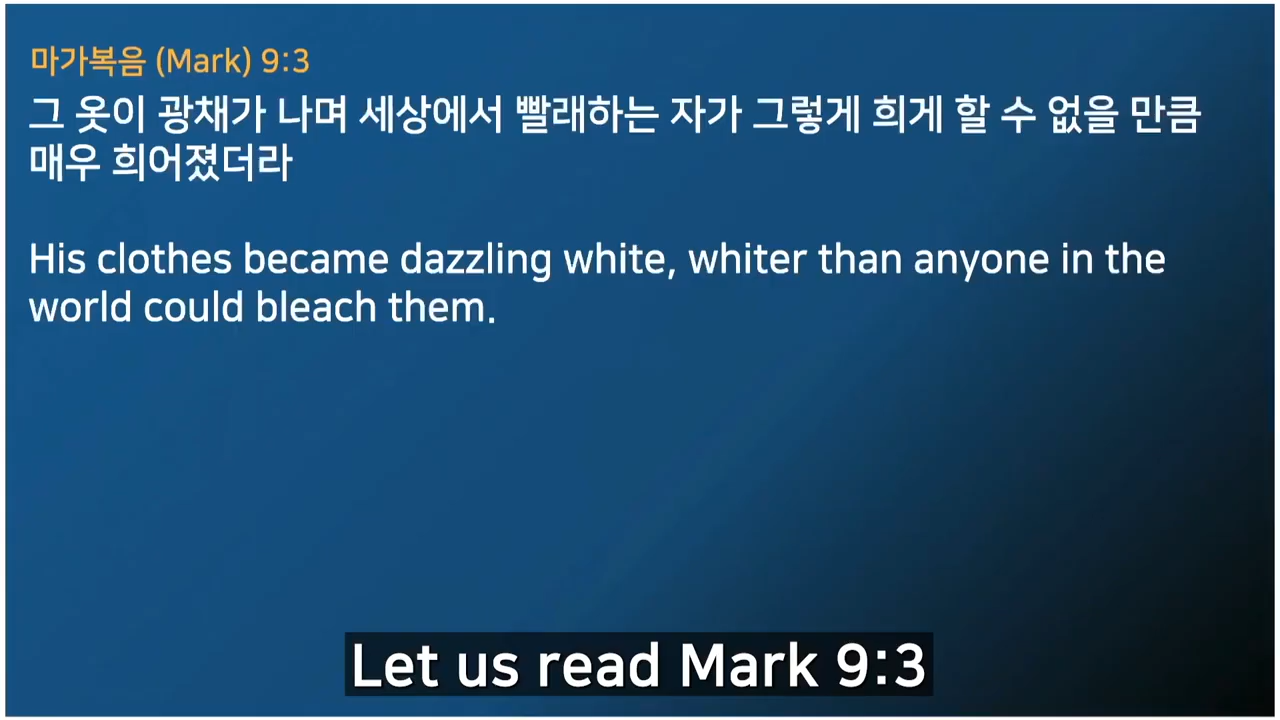 마가복음 (Mark) 9:3
그 옷이 광채가 나며 세상에서 빨래하는 자가 그렇게 희게 할 수 없을 만큼
매우 희어졌더라
His clothes became dazzling white, whiter than anyone in the
world could bleach them.
Let us read Mark 9:3